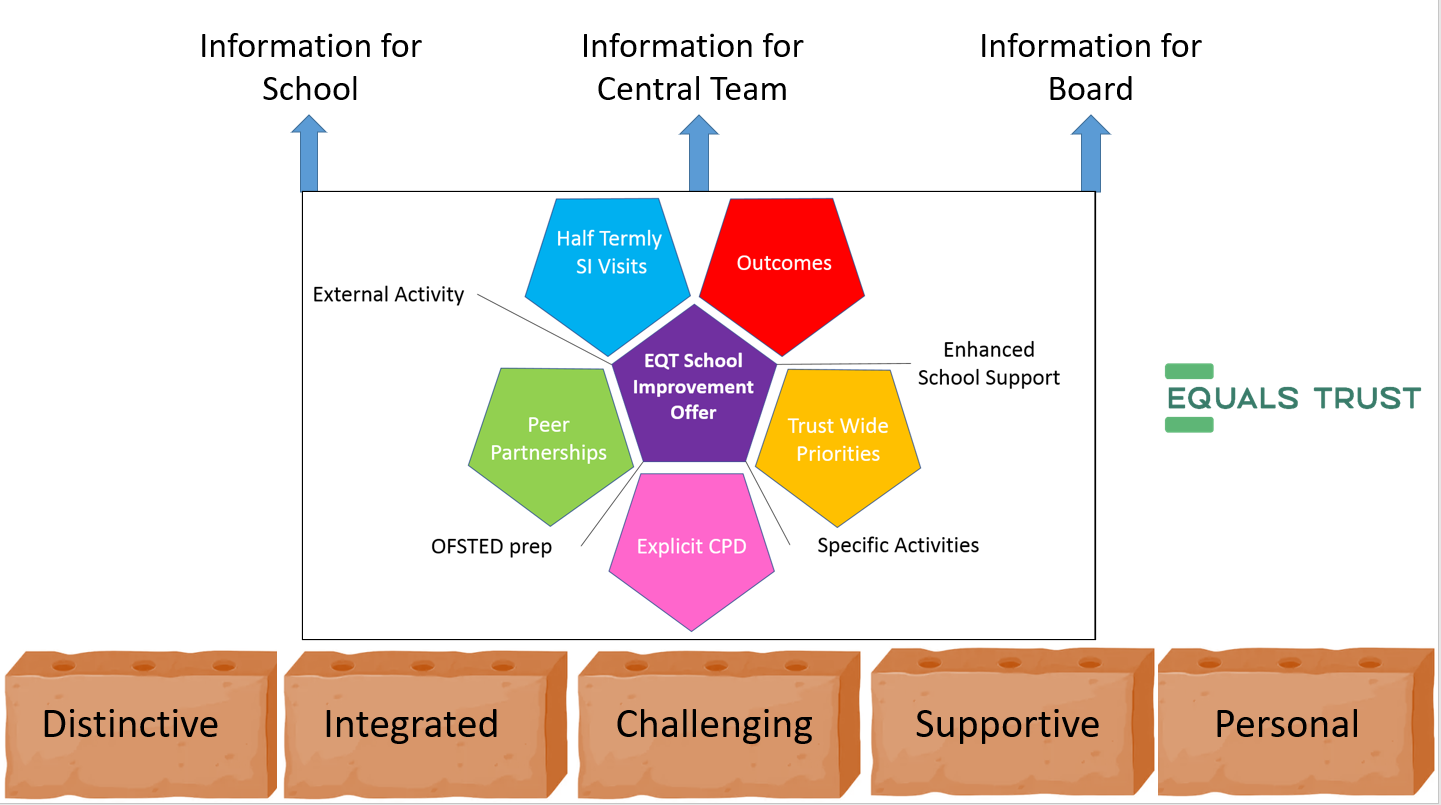 Information for
School
Information for
Central Team
Information for
Board
Half Termly
SI Visits
Outcomes
External Activity
EQT School
Improvement
Offer
Enhanced
School Support
Peer
Partnerships
Trust Wide
Priorities
EQUALS TRUST
OFSTED prep
Explicit CPD
Specific Activities
Distinctive
Integrated
Challenging
Supportive
Personal